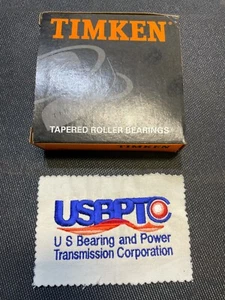 TIMKEN
TAPERED ROLLER BEARINGS
USBPTC
U S Bearing and Power
Transmission Corporation